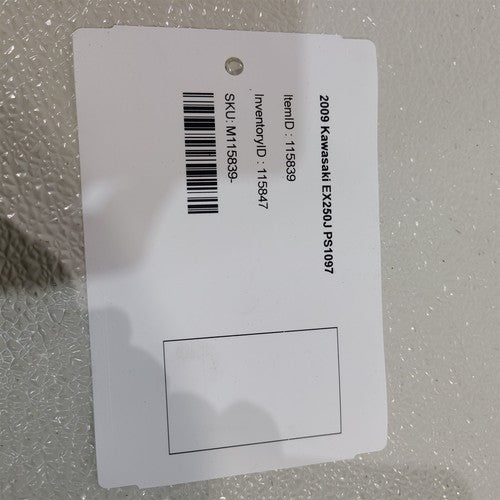 2009 Kawasaki EX250J PS1097
ItemID : 115839
InventoryID : 115847
SKU: M115839-